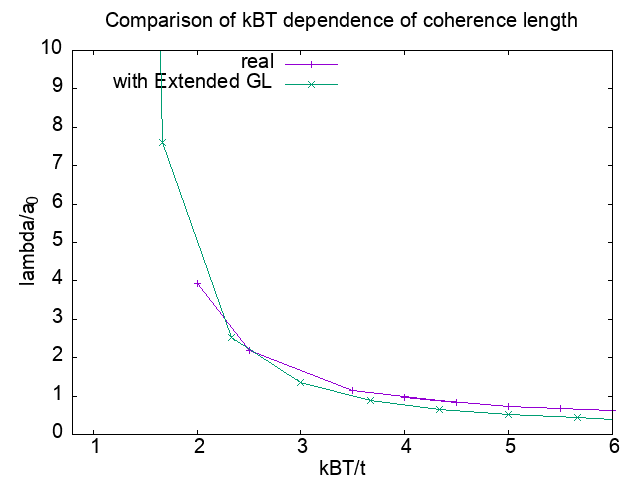 Comparison of kBT dependence of coherence length
real
with Extended GL
10
9
8
7
6
5
4
3
2
1
0
lambda/a0
1 2 3 4 5 6
kBT/t